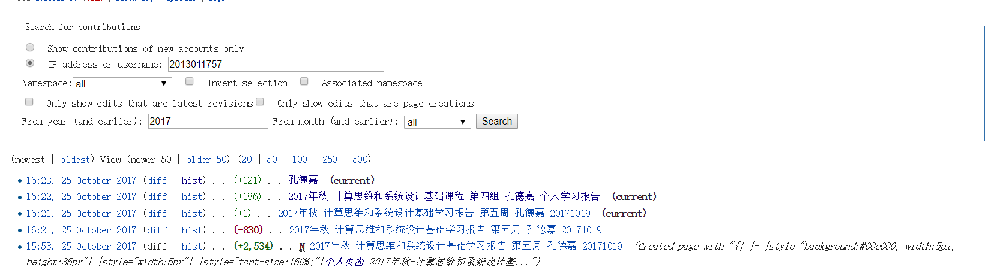 Search for contributions
Show contributions of new accounts only
IP address or username: 2013011757
Namespace: all Invert selection Associated namespace
Only show edits that are latest revisions Only show edits that are page creations
From year (and earlier): 2017 From month (and earlier): all Search
(newest | oldest) View (newer 50 | older 50) (20 | 50 | 100 | 250 | 500)
16:23, 25 October 2017 (diff | hist) . . (+121) . . 孔德嘉 (current)
16:22, 25 October 2017 (diff | hist) . . (+186) . . 2017年秋-计算思维和系统设计基础课程 第四组 孔德嘉 个人学习报告 (current)
16:21, 25 October 2017 (diff | hist) . . (+1) . . 2017年秋 计算思维和系统设计基础学习报告 第五周 孔德嘉 20171019 (current)
16:21, 25 October 2017 (diff | hist) . . (-830) . . 2017年秋 计算思维和系统设计基础学习报告 第五周 孔德嘉 20171019
15:53, 25 October 2017 (diff | hist) . . (+2,534) . . N 2017年秋 计算思维和系统设计基础学习报告 第五周 孔德嘉 20171019 (Created page with "{| |- |style="background:#00c000; width:5px;
height:35px"| |style="width:5px"| |style="font-size:150%;"|个人页面 2017年秋-计算思维和系统设计基...")